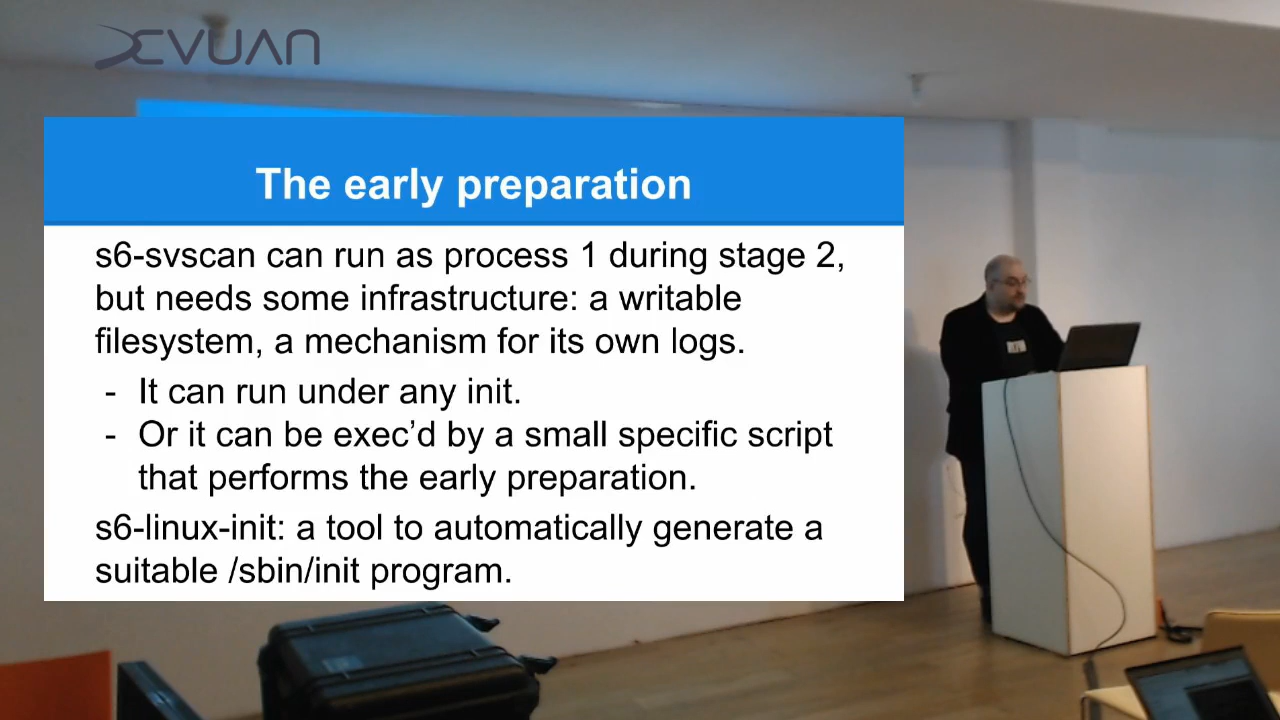 DEVUAN
The early preparation
s6-svscan can run as process 1 during stage 2,
but needs some infrastructure: a writable
filesystem, a mechanism for its own logs.
- It can run under any init.
- Or it can be exec’d by a small specific script
that performs the early preparation.
s6-linux-init: a tool to automatically generate a
suitable /sbin/init program.